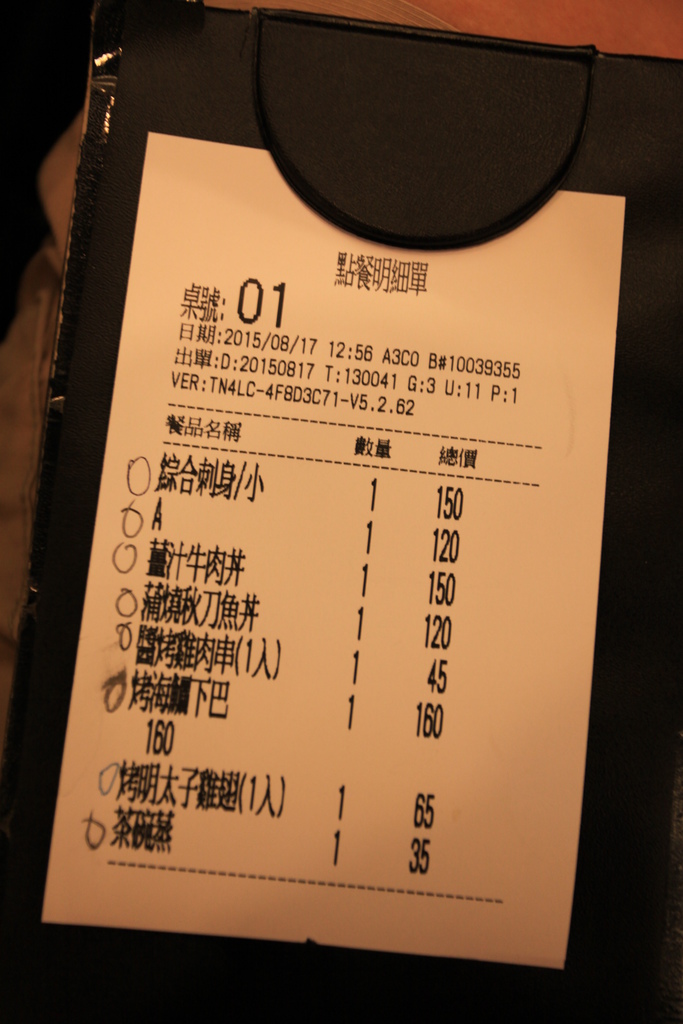 點餐明細單
桌號: 01
日期:2015/08/17 12:56 A3C0 B#10039355
出單:D:20150817 T:130041 G:3 U:11 P:1
VER:TN4LC-4F8D3C71-V5.2.62
餐品名稱 數量 總價
綜合刺身/小 1 150
A 1 120
薑汁牛肉丼 1 150
蒲燒秋刀魚丼 1 120
醬烤雞肉串(1入) 1 45
烤海鱺下巴 1 160
160
烤明太子雞翅(1入) 1 65
茶碗蒸 1 35